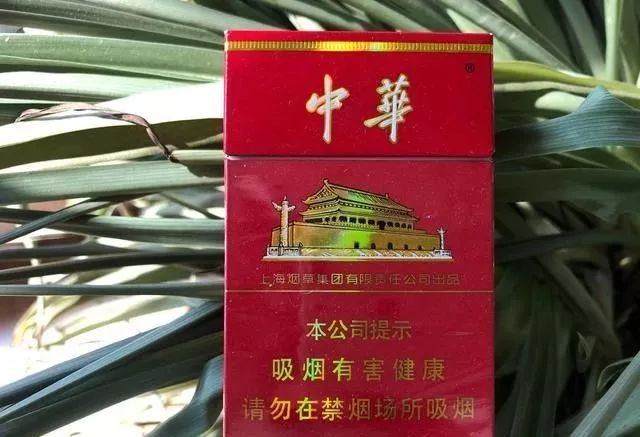 中華®
上海烟草集团有限责任公司出品
本公司提示
吸烟有害健康
请勿在禁烟场所吸烟